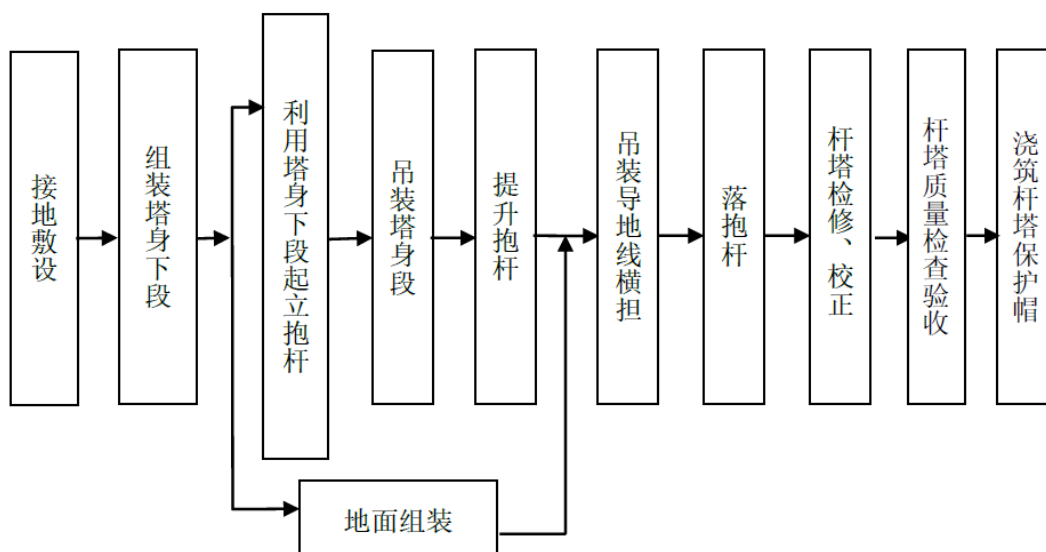 接地敷设
组装塔身下段
利用塔身下段起立抱杆
吊装塔身段
提升抱杆
吊装导地线横担
落抱杆
杆塔检修、校正
杆塔质量检查验收
浇筑杆塔保护帽
地面组装